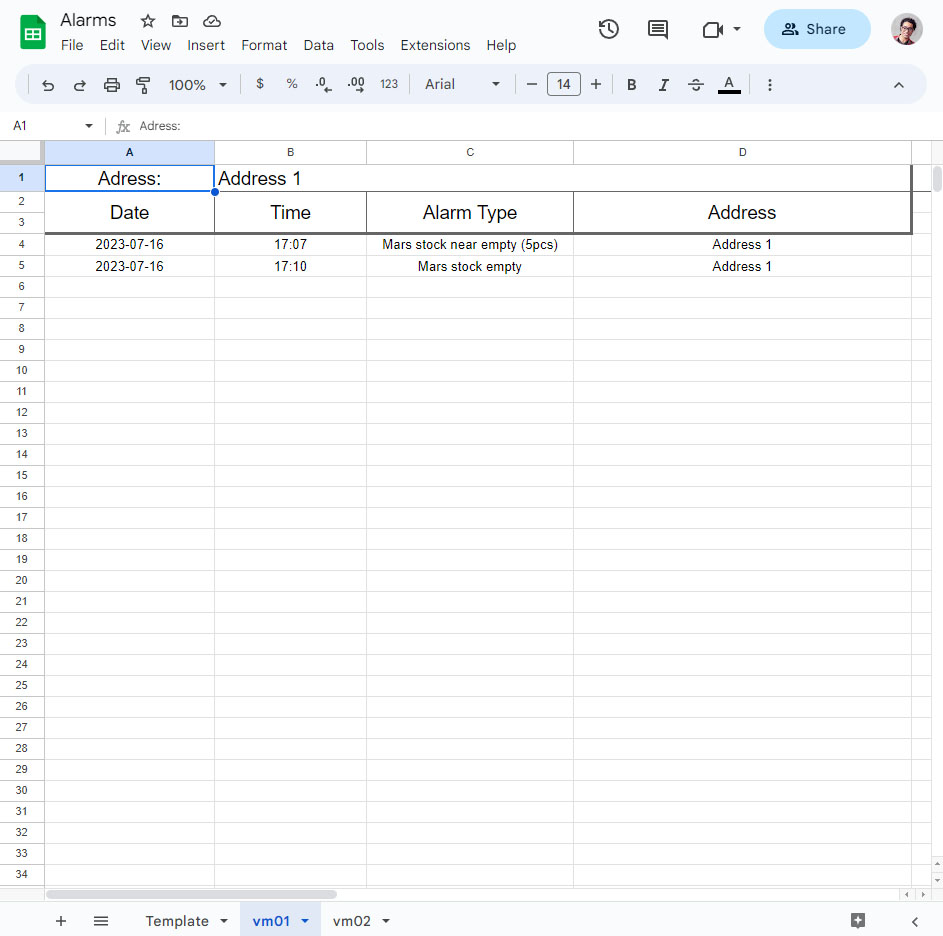 Alarms
File Edit View Insert Format Data Tools Extensions Help
Share
100% $ % .0 .00 123 Arial 14 B I S A
A1 fx Adress:
A B C D
1 Adress: Address 1
2 Date Time Alarm Type Address
3
4 2023-07-16 17:07 Mars stock near empty (5pcs) Address 1
5 2023-07-16 17:10 Mars stock empty Address 1
6
7
8
9
10
11
12
13
14
15
16
17
18
19
20
21
22
23
24
25
26
27
28
29
30
31
32
33
34
Template vm01 vm02